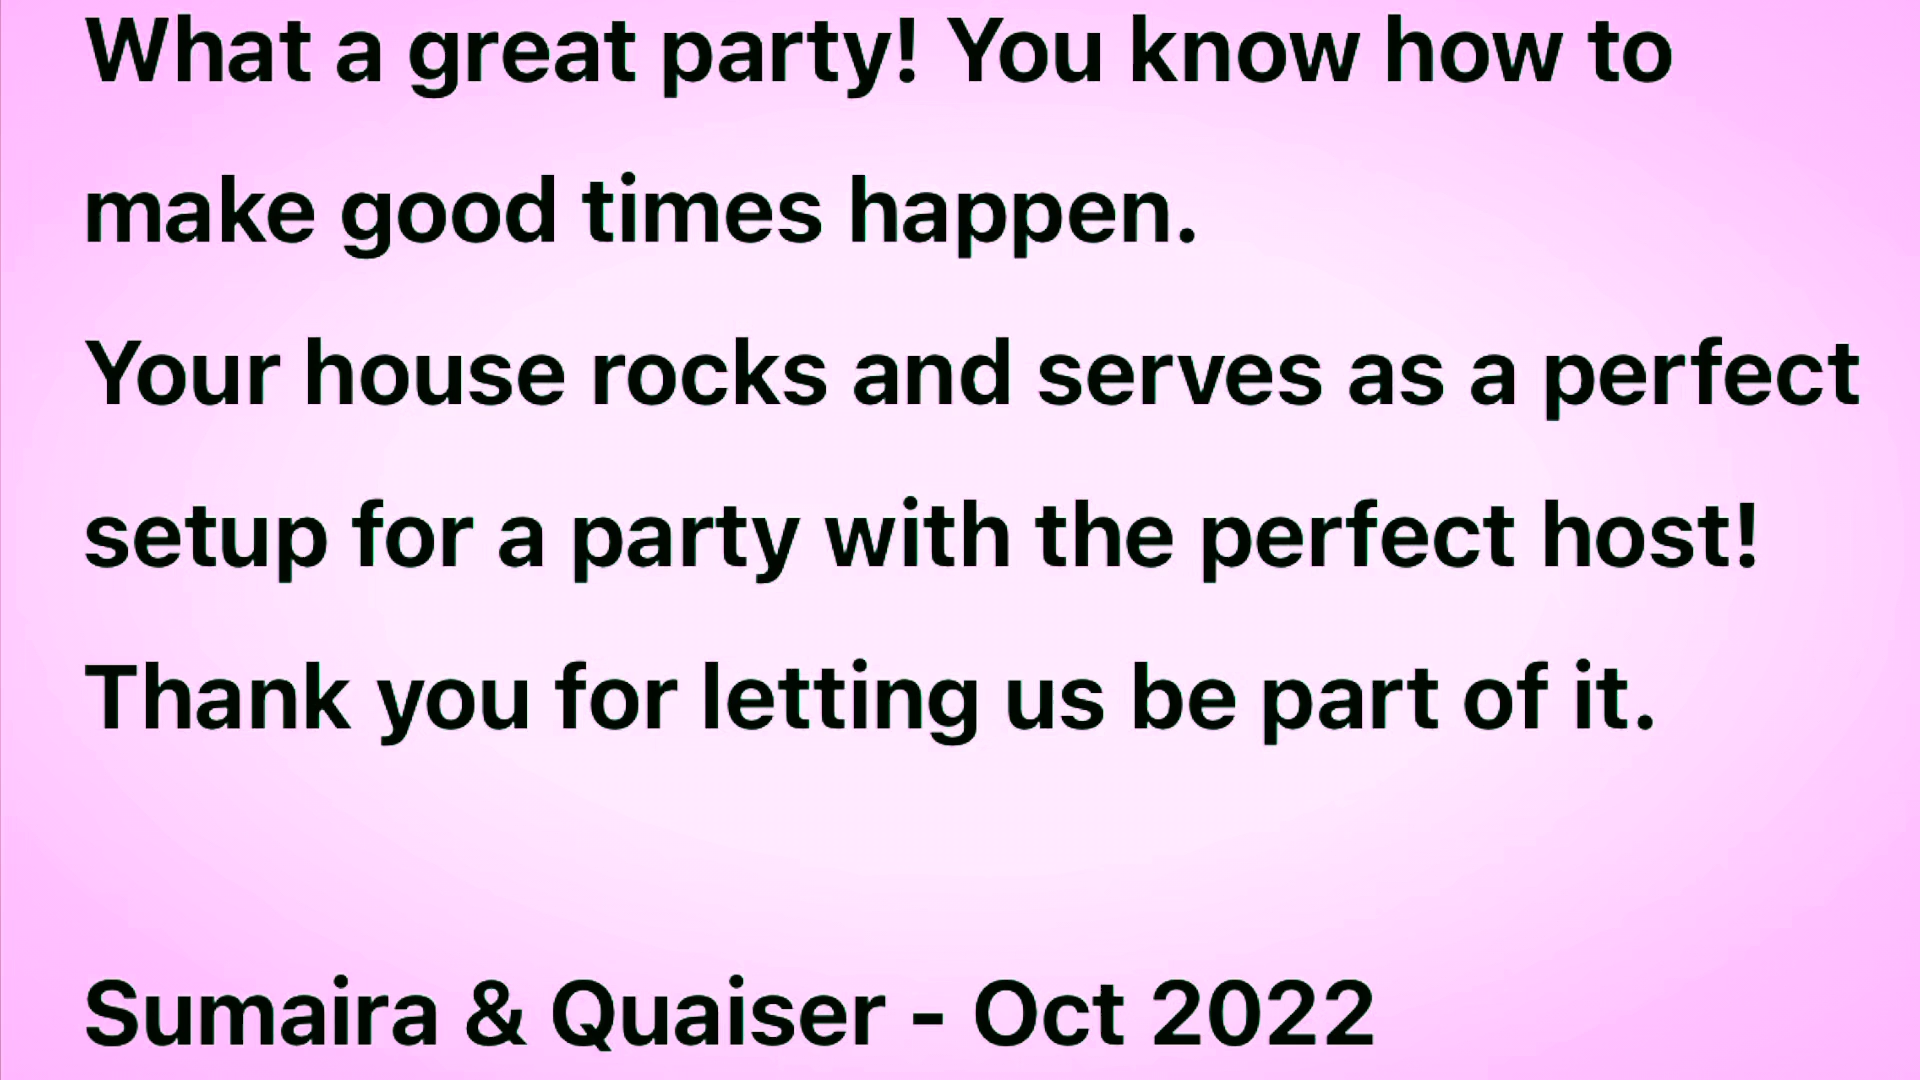 What a great party! You know how to
make good times happen.
Your house rocks and serves as a perfect
setup for a party with the perfect host!
Thank you for letting us be part of it.
Sumaira & Quaiser - Oct 2022